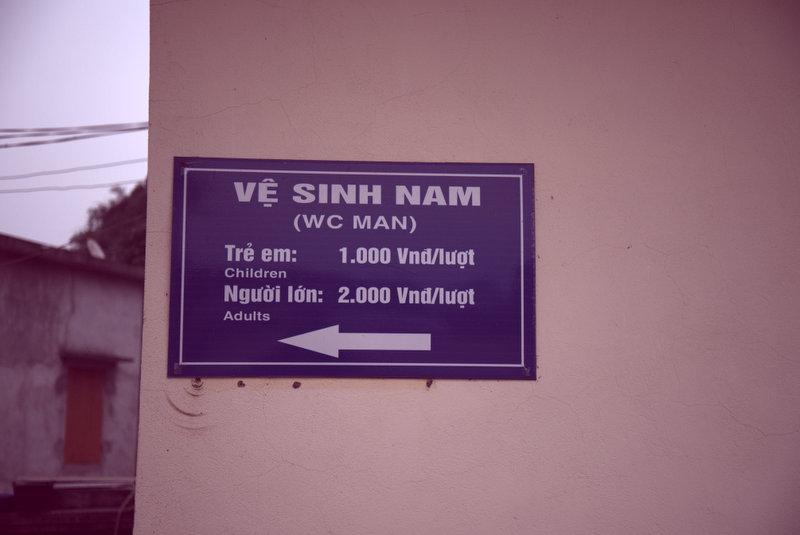 VỆ SINH NAM
(WC MAN)
Trẻ em: 1.000 Vnđ/lượt
Children
Người lớn: 2.000 Vnđ/lượt
Adults